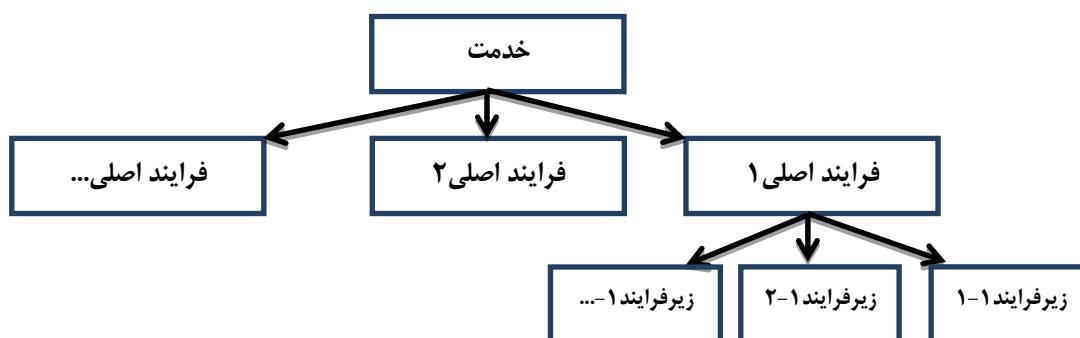 خدمت
فرایند اصلی۱
فرایند اصلی۲
فرایند اصلی...
زیرفرایند۱-۱
زیرفرایند۱-۲
زیرفرایند۱-...